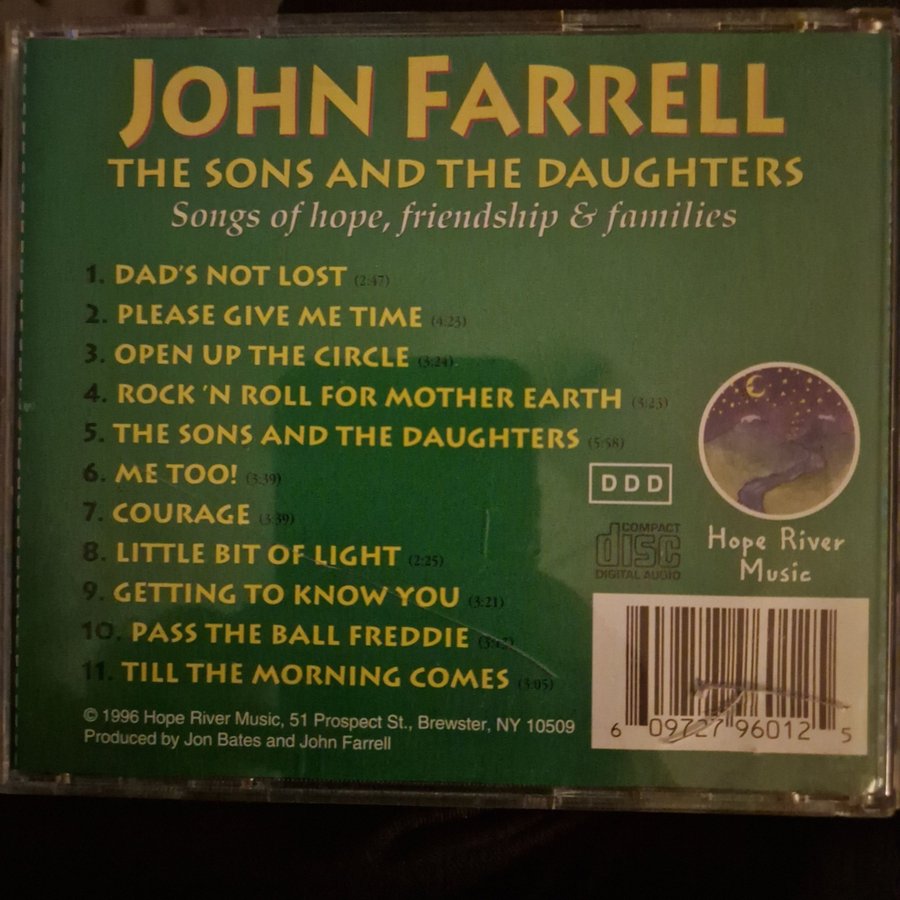 JOHN FARRELL
THE SONS AND THE DAUGHTERS
Songs of hope, friendship & families
1. DAD'S NOT LOST (2:47)
2. PLEASE GIVE ME TIME (4:23)
3. OPEN UP THE CIRCLE (3:24)
4. ROCK 'N ROLL FOR MOTHER EARTH (3:23)
5. THE SONS AND THE DAUGHTERS (5:58)
6. ME TOO! (3:39)
7. COURAGE (3:39)
8. LITTLE BIT OF LIGHT (2:25)
9. GETTING TO KNOW YOU (3:21)
10. PASS THE BALL FREDDIE
11. TILL THE MORNING COMES (3:05)
DDD
COMPACT
disc
DIGITAL AUDIO
Hope River
Music
© 1996 Hope River Music, 51 Prospect St., Brewster, NY 10509
Produced by Jon Bates and John Farrell
6 09727 96012 5